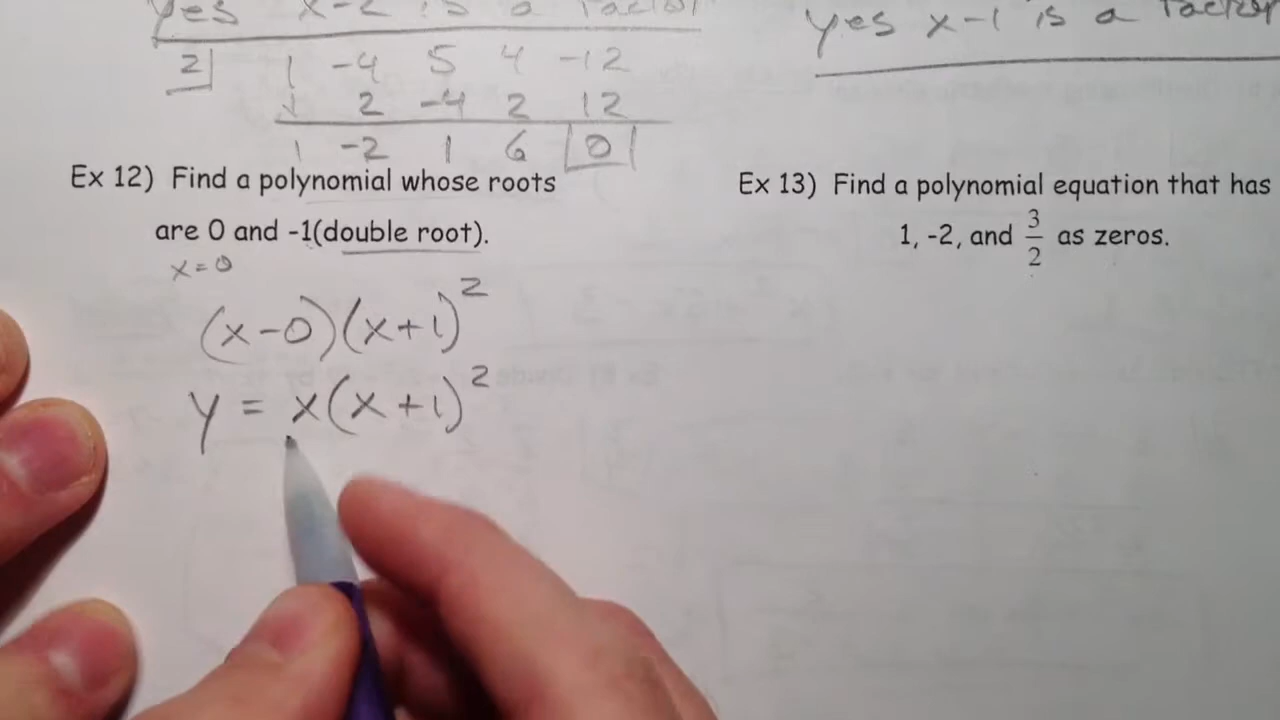 yes x-2 is a factor
2 1 -4 5 4 -12
↓ 2 -4 2 12
1 -2 1 6 0
Ex 12) Find a polynomial whose roots
are 0 and -1(double root).
x=0
(x-0)(x+1)²
y = x(x+1)²
yes x-1 is a factor
Ex 13) Find a polynomial equation that has
1, -2, and 3/2 as zeros.